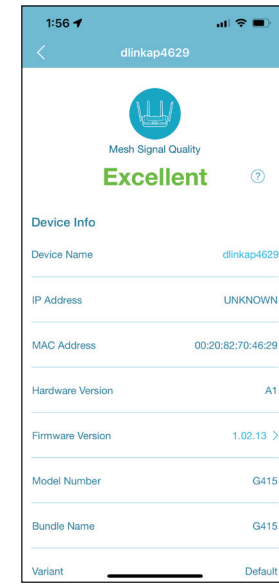 1:56
dlinkap4629
Mesh Signal Quality
Excellent ?
Device Info
Device Name dlinkap4629
IP Address UNKNOWN
MAC Address 00:20:82:70:46:29
Hardware Version A1
Firmware Version 1.02.13 >
Model Number G415
Bundle Name G415
Variant Default